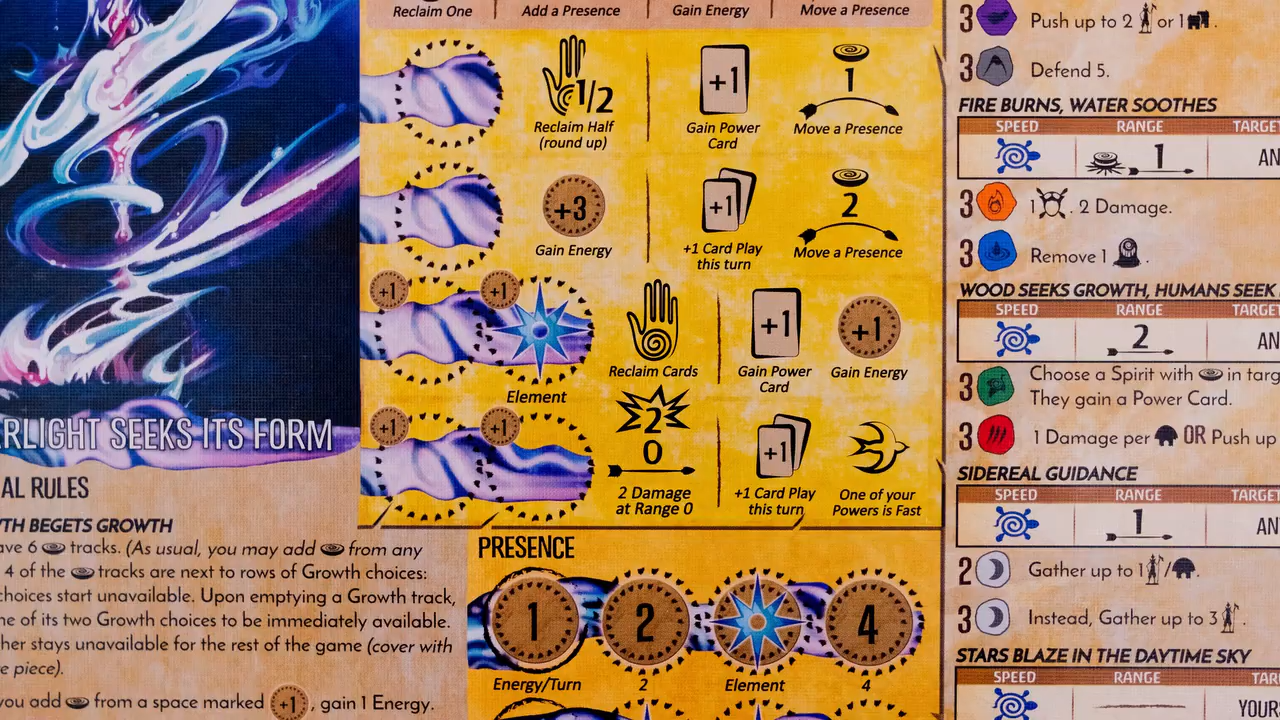 Reclaim One
Add a Presence
Gain Energy
Move a Presence
1/2
Reclaim Half
(round up)
+1
Gain Power
Card
1
Move a Presence
+3
Gain Energy
+1
+1 Card Play
this turn
2
Move a Presence
+1
+1
Element
Reclaim Cards
+1
Gain Power
Card
+1
Gain Energy
+1
+1
2
0
2 Damage
at Range 0
+1
+1 Card Play
this turn
One of your
Powers is Fast
PRESENCE
1
2
4
Energy/Turn
2
Element
4
RLIGHT SEEKS ITS FORM
AL RULES
TH BEGETS GROWTH
ave 6 tracks. (As usual, you may add from any
4 of the tracks are next to rows of Growth choices:
choices start unavailable. Upon emptying a Growth track,
ne of its two Growth choices to be immediately available.
her stays unavailable for the rest of the game (cover with
e piece).
you add from a space marked +1, gain 1 Energy.
3 Push up to 2 or 1 .
3 Defend 5.
FIRE BURNS, WATER SOOTHES
SPEED RANGE TARGE
1 AN
3 1 . 2 Damage.
3 Remove 1 .
WOOD SEEKS GROWTH, HUMANS SEEK
SPEED RANGE TARGET
2 AN
3 Choose a Spirit with in targ
They gain a Power Card.
3 1 Damage per OR Push up
SIDEREAL GUIDANCE
SPEED RANGE TARGET
1 AN
2 Gather up to 1 / .
3 Instead, Gather up to 3 .
STARS BLAZE IN THE DAYTIME SKY
SPEED RANGE TAR
YOUR